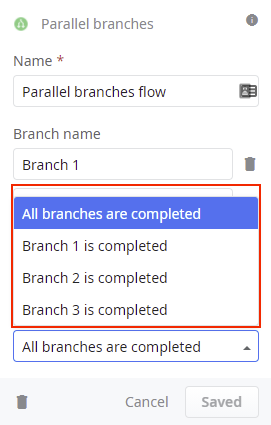 Parallel branches
Name *
Parallel branches flow
Branch name
Branch 1
All branches are completed
Branch 1 is completed
Branch 2 is completed
Branch 3 is completed
All branches are completed
Cancel
Saved